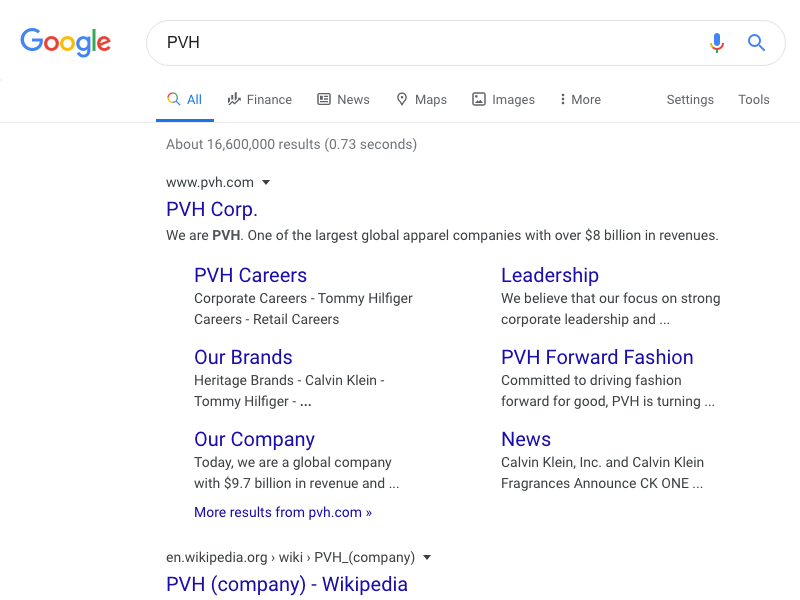 Google
PVH
All Finance News Maps Images More Settings Tools
About 16,600,000 results (0.73 seconds)
www.pvh.com
PVH Corp.
We are PVH. One of the largest global apparel companies with over $8 billion in revenues.
PVH Careers
Corporate Careers - Tommy Hilfiger
Careers - Retail Careers
Leadership
We believe that our focus on strong
corporate leadership and ...
Our Brands
Heritage Brands - Calvin Klein -
Tommy Hilfiger - ...
PVH Forward Fashion
Committed to driving fashion
forward for good, PVH is turning ...
Our Company
Today, we are a global company
with $9.7 billion in revenue and ...
News
Calvin Klein, Inc. and Calvin Klein
Fragrances Announce CK ONE ...
More results from pvh.com »
en.wikipedia.org › wiki › PVH_(company)
PVH (company) - Wikipedia